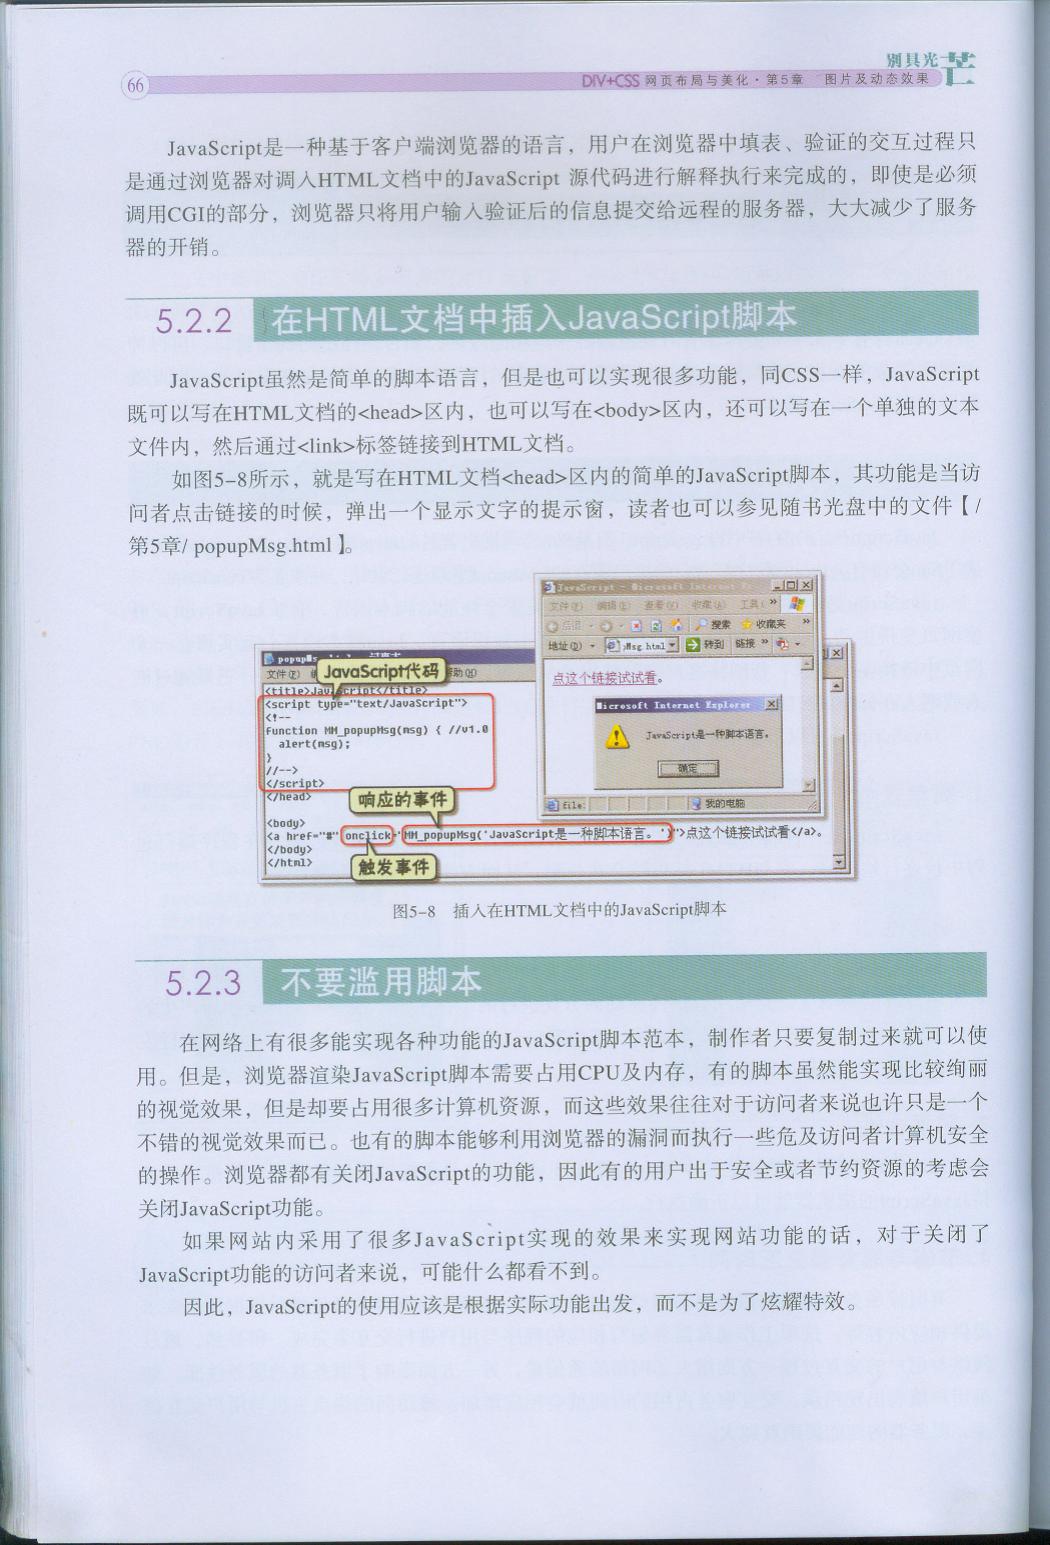 别具光芒
66
DIV+CSS 网页布局与美化·第5章 图片及动态效果
JavaScript是一种基于客户端浏览器的语言，用户在浏览器中填表、验证的交互过程只
是通过浏览器对调入HTML文档中的JavaScript 源代码进行解释执行来完成的，即使是必须
调用CGI的部分，浏览器只将用户输入验证后的信息提交给远程的服务器，大大减少了服务
器的开销。
5.2.2 在HTML文档中插入JavaScript脚本
JavaScript虽然是简单的脚本语言，但是也可以实现很多功能，同CSS一样，JavaScript
既可以写在HTML文档的<head>区内，也可以写在<body>区内，还可以写在一个单独的文本
文件内，然后通过<link>标签链接到HTML文档。
如图5-8所示，就是写在HTML文档<head>区内的简单的JavaScript脚本，其功能是当访
问者点击链接的时候，弹出一个显示文字的提示窗，读者也可以参见随书光盘中的文件【 /
第5章/ popupMsg.html 】。
JavaScript - Microsoft Internet
文件(F) 编辑(E) 查看(V) 收藏(A) 工具( »
后退 搜索 收藏夹 »
地址(D) Msg.html 转到 链接 »
点这个链接试试看。
Microsoft Internet Explorer
JavaScript是一种脚本语言。
确定
file: 我的电脑
JavaScript代码
文件(F)
<title>JavaScript</title>
<script type="text/JavaScript">
<!--
function MM_popupMsg(msg) { //v1.0
alert(msg);
}
//-->
</script>
</head>
响应的事件
<body>
<a href="#" onclick="MM_popupMsg('JavaScript是一种脚本语言。')">点这个链接试试看</a>。
</body>
</html>
触发事件
图5-8 插入在HTML文档中的JavaScript脚本
5.2.3 不要滥用脚本
在网络上有很多能实现各种功能的JavaScript脚本范本，制作者只要复制过来就可以使
用。但是，浏览器渲染JavaScript脚本需要占用CPU及内存，有的脚本虽然能实现比较绚丽
的视觉效果，但是却要占用很多计算机资源，而这些效果往往对于访问者来说也许只是一个
不错的视觉效果而已。也有的脚本能够利用浏览器的漏洞而执行一些危及访问者计算机安全
的操作。浏览器都有关闭JavaScript的功能，因此有的用户出于安全或者节约资源的考虑会
关闭JavaScript功能。
如果网站内采用了很多JavaScript实现的效果来实现网站功能的话，对于关闭了
JavaScript功能的访问者来说，可能什么都看不到。
因此，JavaScript的使用应该是根据实际功能出发，而不是为了炫耀特效。